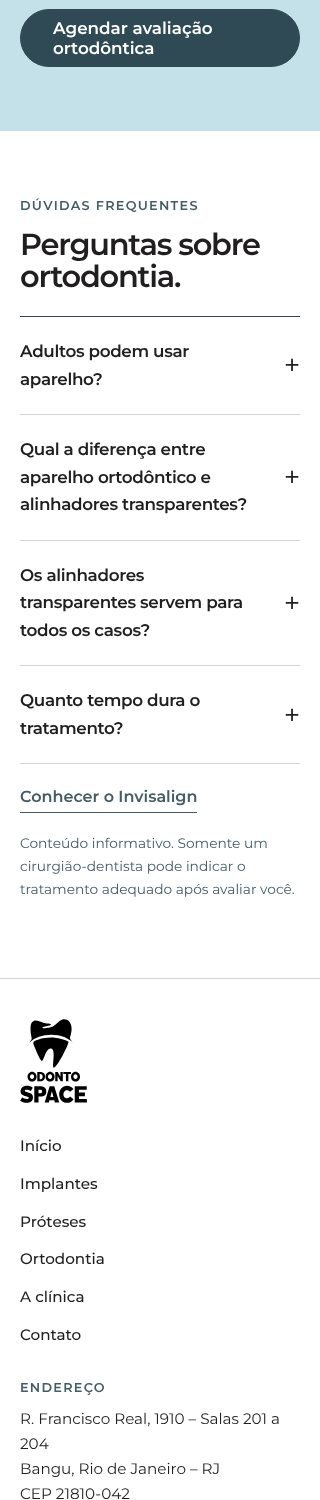 Agendar avaliação
ortodôntica
DÚVIDAS FREQUENTES
Perguntas sobre
ortodontia.
Adultos podem usar
aparelho?
+
Qual a diferença entre
aparelho ortodôntico e
alinhadores transparentes?
+
Os alinhadores
transparentes servem para
todos os casos?
+
Quanto tempo dura o
tratamento?
+
Conhecer o Invisalign
Conteúdo informativo. Somente um
cirurgião-dentista pode indicar o
tratamento adequado após avaliar você.
ODONTO
SPACE
Início
Implantes
Próteses
Ortodontia
A clínica
Contato
ENDEREÇO
R. Francisco Real, 1910 – Salas 201 a
204
Bangu, Rio de Janeiro – RJ
CEP 21810-042